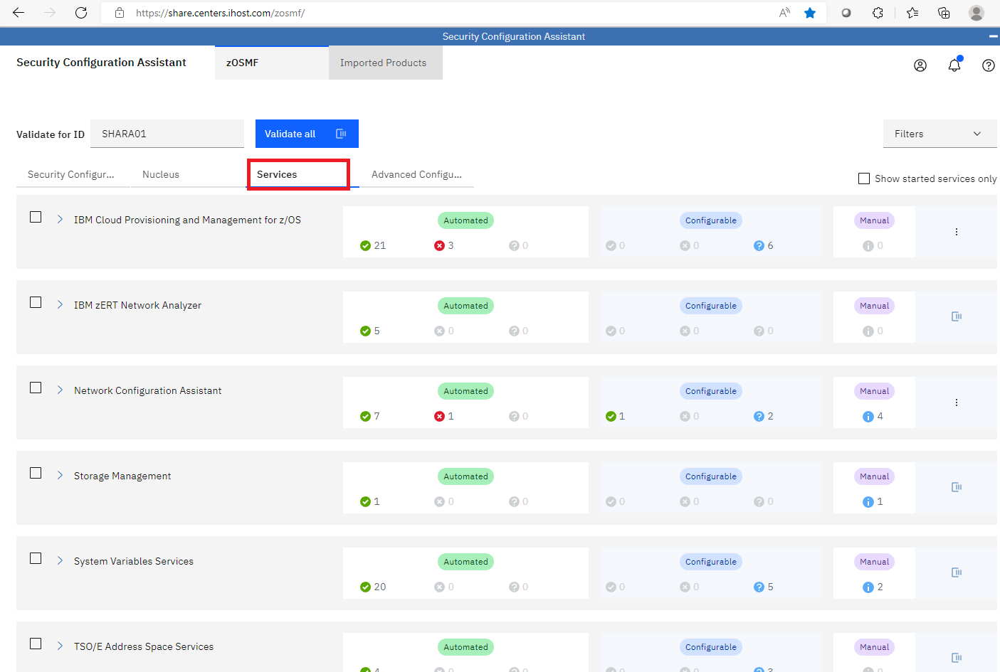 https://share.centers.ihost.com/zosmf/
Security Configuration Assistant
Security Configuration Assistant
zOSMF
Imported Products
Validate for ID
SHARA01
Validate all
Filters
Security Configur...
Nucleus
Services
Advanced Configu...
Show started services only
IBM Cloud Provisioning and Management for z/OS
Automated
Configurable
Manual
21 3 0 0 0 6 0
IBM zERT Network Analyzer
Automated
Configurable
Manual
5 0 0 0 0 0 0
Network Configuration Assistant
Automated
Configurable
Manual
7 1 0 1 0 2 4
Storage Management
Automated
Configurable
Manual
1 0 0 0 0 0 1
System Variables Services
Automated
Configurable
Manual
20 0 0 0 0 5 2
TSO/E Address Space Services
Automated
Configurable
Manual
4 0 0 0 0 3 0